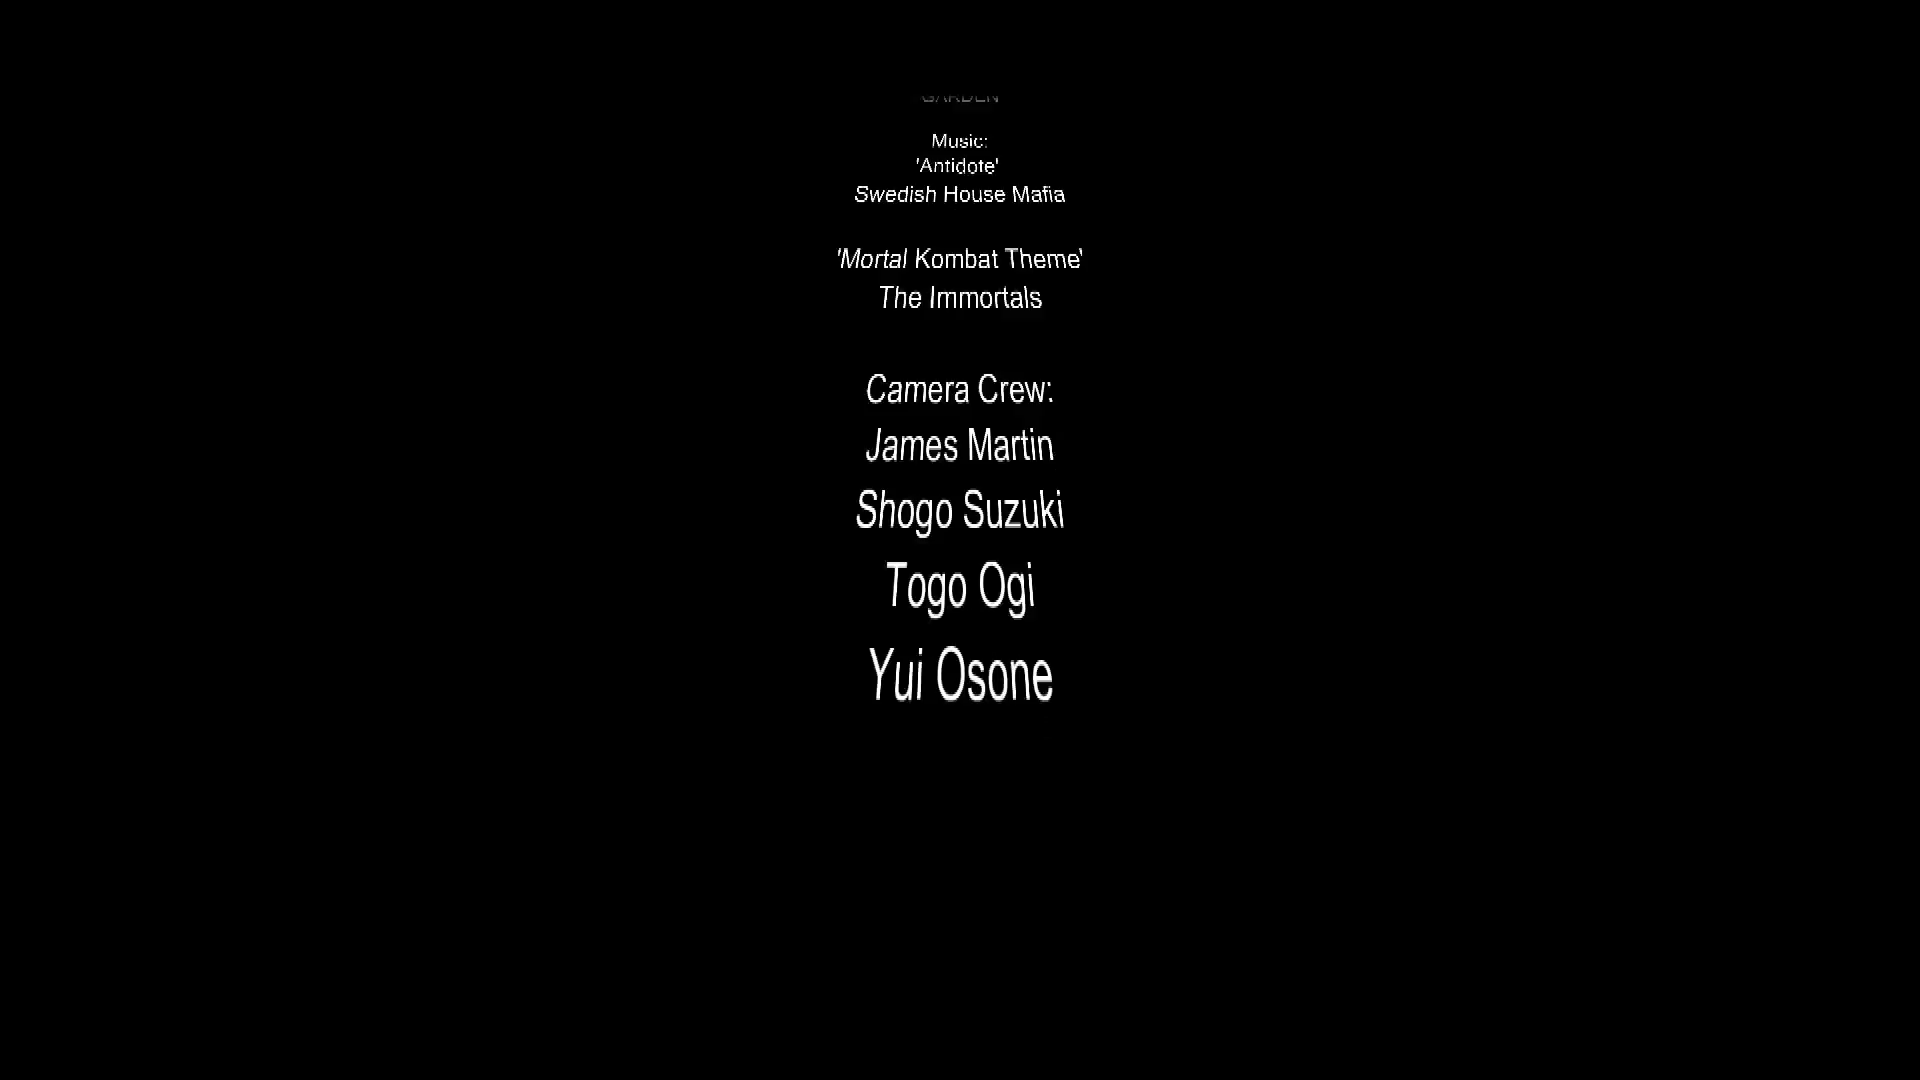 GARDEN
Music:
'Antidote'
Swedish House Mafia
'Mortal Kombat Theme'
The Immortals
Camera Crew:
James Martin
Shogo Suzuki
Togo Ogi
Yui Osone